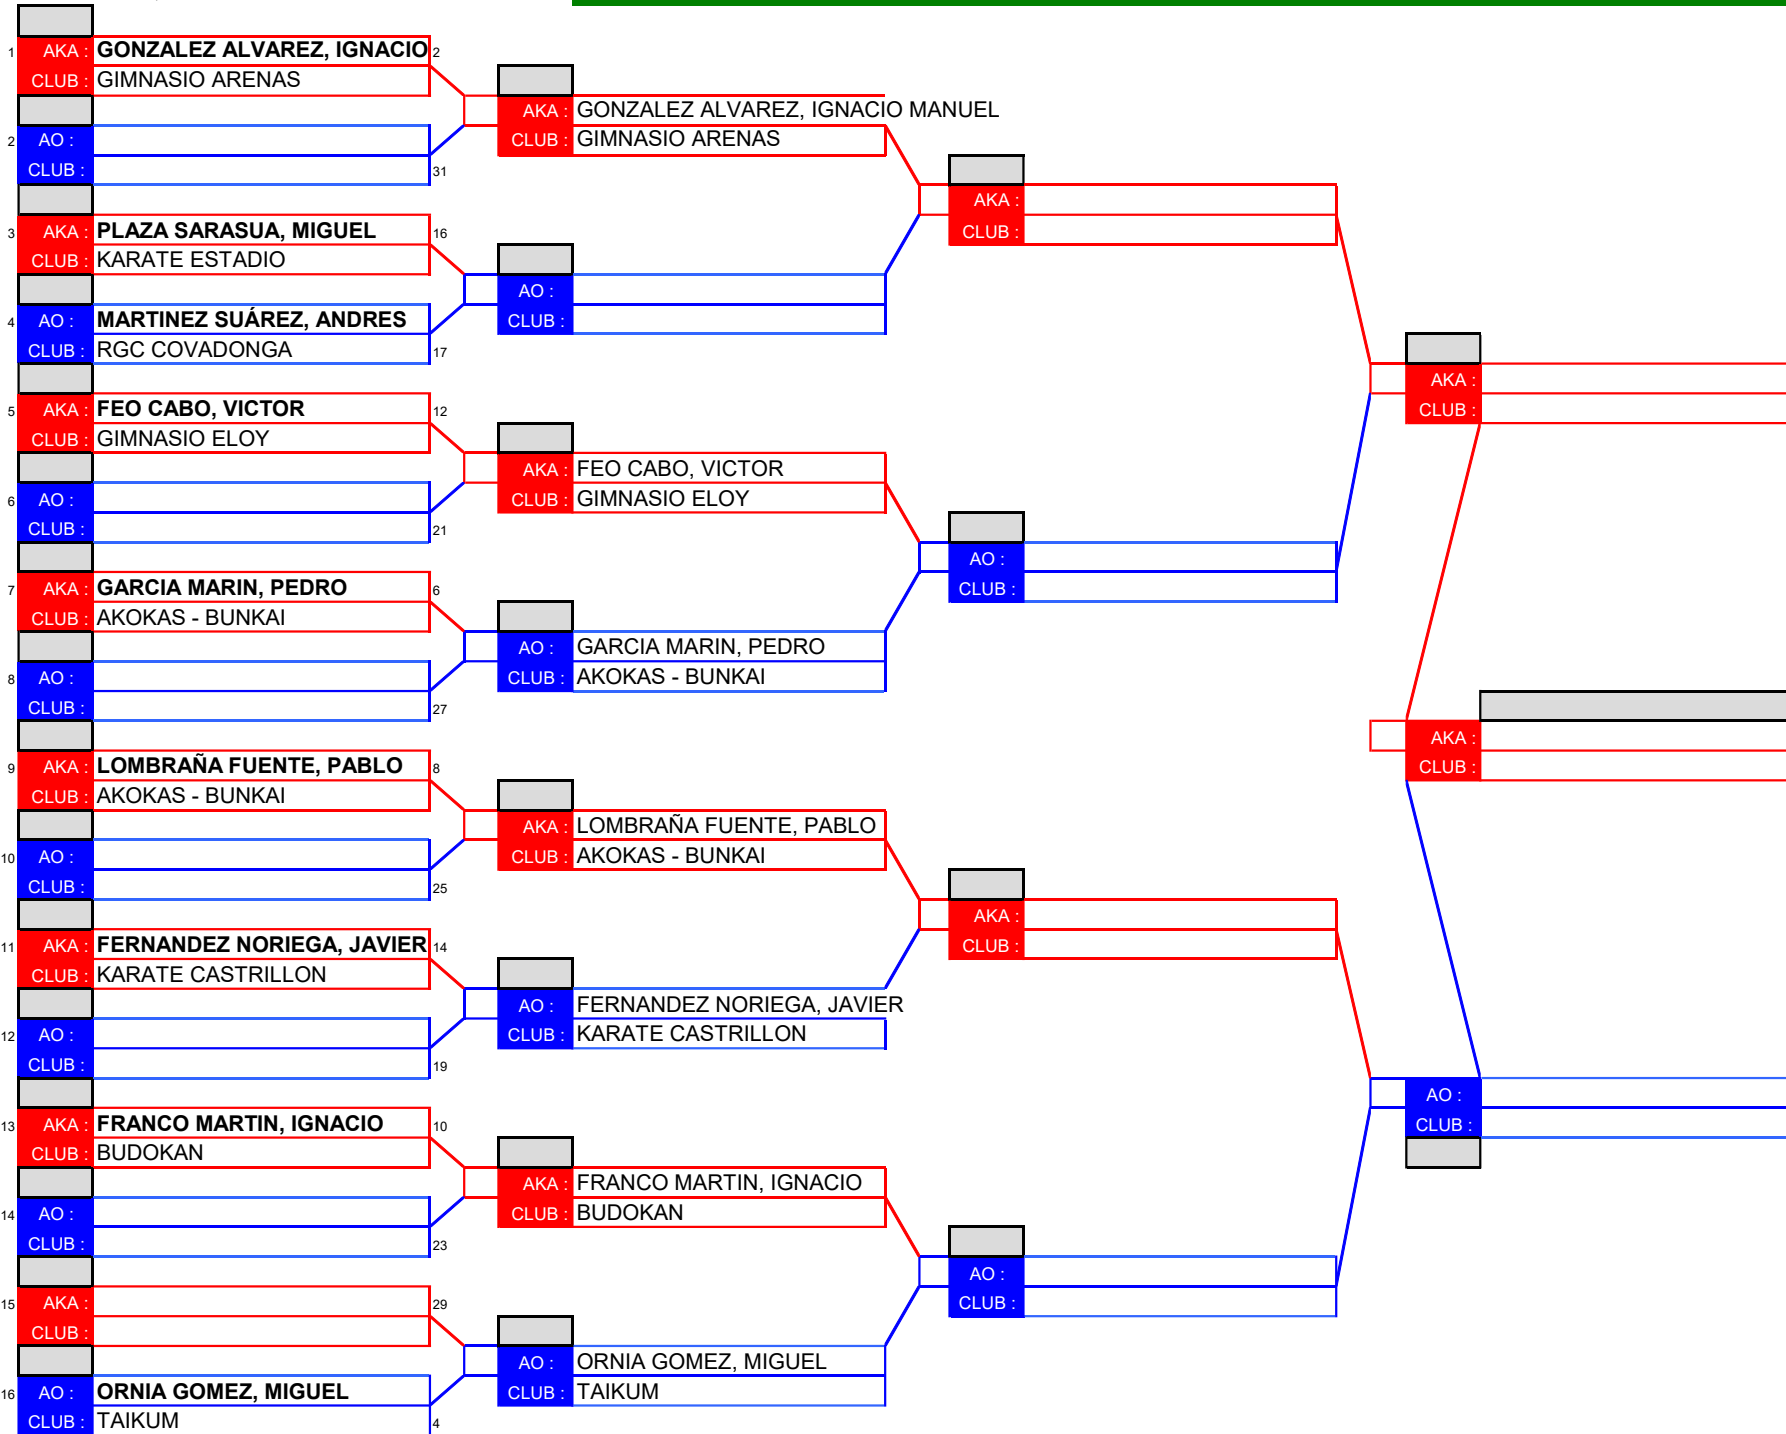 1 AKA : GONZALEZ ALVAREZ, IGNACIO 2
CLUB : GIMNASIO ARENAS
2 AO :
CLUB : 31
3 AKA : PLAZA SARASUA, MIGUEL 16
CLUB : KARATE ESTADIO
4 AO : MARTINEZ SUÁREZ, ANDRES
CLUB : RGC COVADONGA 17
5 AKA : FEO CABO, VICTOR 12
CLUB : GIMNASIO ELOY
6 AO :
CLUB : 21
7 AKA : GARCIA MARIN, PEDRO 6
CLUB : AKOKAS - BUNKAI
8 AO :
CLUB : 27
9 AKA : LOMBRAÑA FUENTE, PABLO 8
CLUB : AKOKAS - BUNKAI
10 AO :
CLUB : 25
11 AKA : FERNANDEZ NORIEGA, JAVIER 14
CLUB : KARATE CASTRILLON
12 AO :
CLUB : 19
13 AKA : FRANCO MARTIN, IGNACIO 10
CLUB : BUDOKAN
14 AO :
CLUB : 23
15 AKA : 29
CLUB :
16 AO : ORNIA GOMEZ, MIGUEL
CLUB : TAIKUM 4
AKA : GONZALEZ ALVAREZ, IGNACIO MANUEL
CLUB : GIMNASIO ARENAS
AO :
CLUB :
AKA : FEO CABO, VICTOR
CLUB : GIMNASIO ELOY
AO : GARCIA MARIN, PEDRO
CLUB : AKOKAS - BUNKAI
AKA : LOMBRAÑA FUENTE, PABLO
CLUB : AKOKAS - BUNKAI
AO : FERNANDEZ NORIEGA, JAVIER
CLUB : KARATE CASTRILLON
AKA : FRANCO MARTIN, IGNACIO
CLUB : BUDOKAN
AO : ORNIA GOMEZ, MIGUEL
CLUB : TAIKUM
AKA :
CLUB :
AO :
CLUB :
AKA :
CLUB :
AO :
CLUB :
AKA :
CLUB :
AKA :
CLUB :
AO :
CLUB :